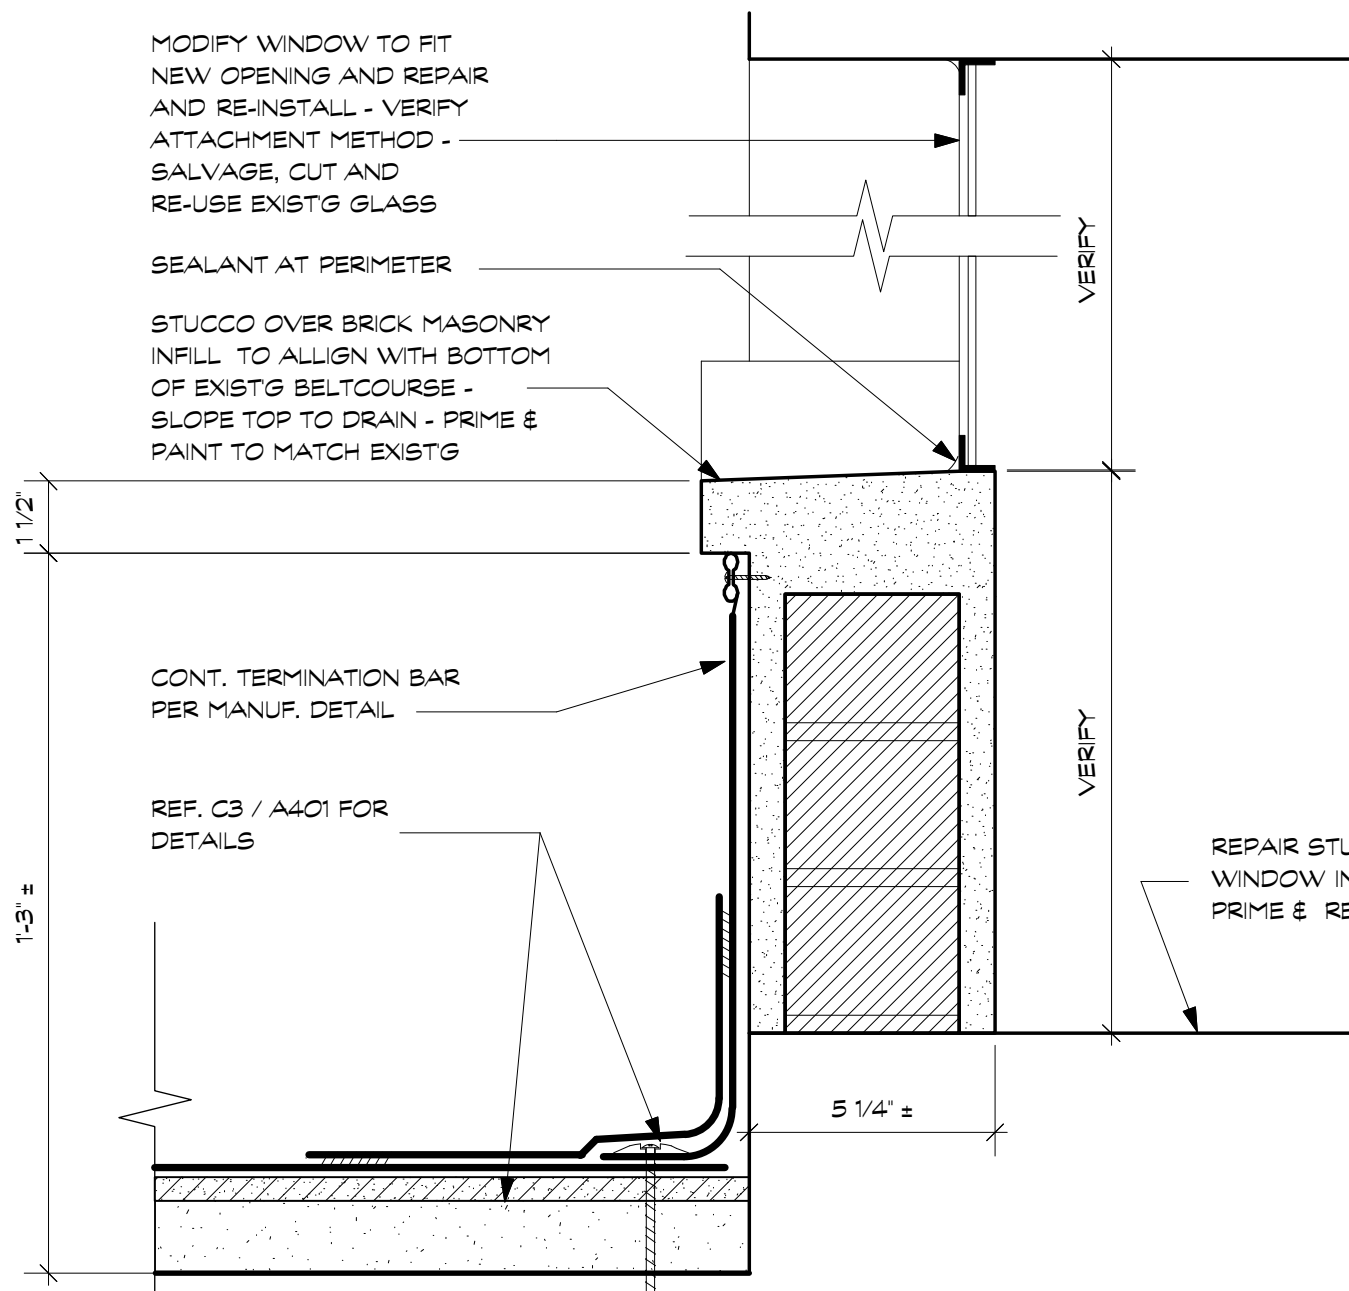 MODIFY WINDOW TO FIT
NEW OPENING AND REPAIR
AND RE-INSTALL - VERIFY
ATTACHMENT METHOD -
SALVAGE, CUT AND
RE-USE EXIST'G GLASS
SEALANT AT PERIMETER
STUCCO OVER BRICK MASONRY
INFILL TO ALLIGN WITH BOTTOM
OF EXIST'G BELTCOURSE -
SLOPE TOP TO DRAIN - PRIME &
PAINT TO MATCH EXIST'G
1 1/2"
VERIFY
CONT. TERMINATION BAR
PER MANUF. DETAIL
VERIFY
REF. C3 / A401 FOR
DETAILS
1'-3" ±
REPAIR
WINDOW
PRIME &
5 1/4" ±